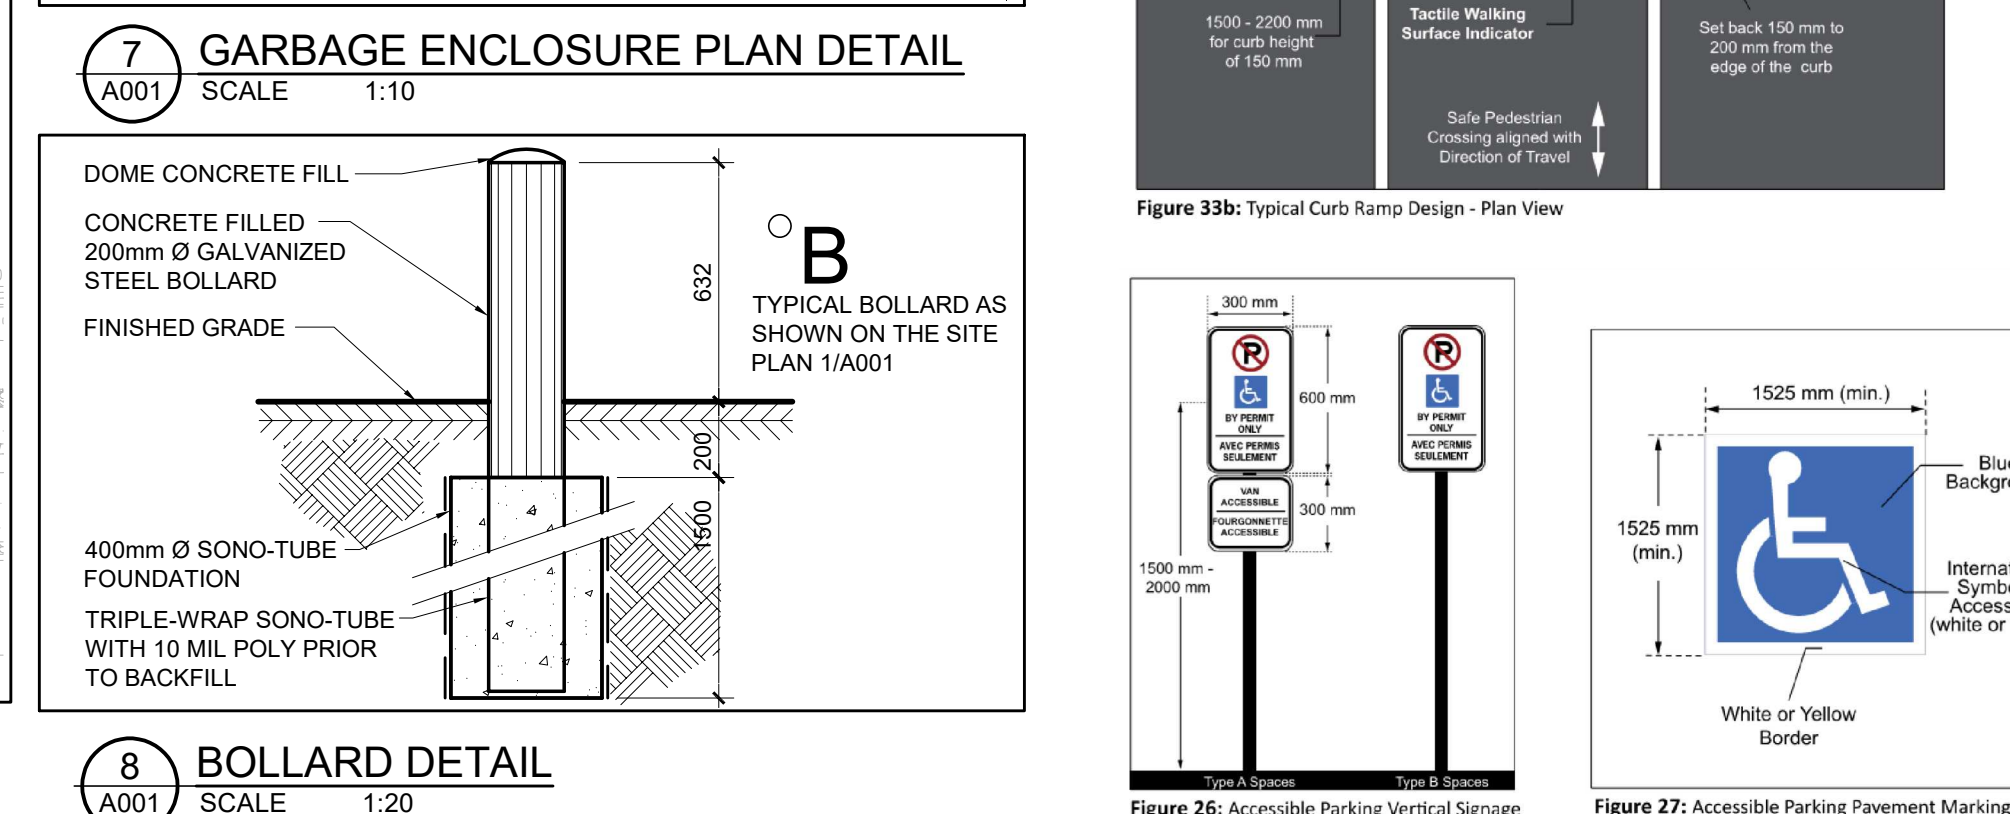 7
A001
GARBAGE ENCLOSURE PLAN DETAIL
SCALE 1:10
DOME CONCRETE FILL
CONCRETE FILLED
200mm Ø GALVANIZED
STEEL BOLLARD
FINISHED GRADE
400mm Ø SONO-TUBE
FOUNDATION
TRIPLE-WRAP SONO-TUBE
WITH 10 MIL POLY PRIOR
TO BACKFILL
632
200
1500
B
TYPICAL BOLLARD AS
SHOWN ON THE SITE
PLAN 1/A001
8
A001
BOLLARD DETAIL
SCALE 1:20
1500 - 2200 mm
for curb height
of 150 mm
Tactile Walking
Surface Indicator
Set back 150 mm to
200 mm from the
edge of the curb
Safe Pedestrian
Crossing aligned with
Direction of Travel
Figure 33b: Typical Curb Ramp Design - Plan View
300 mm
P
BY PERMIT
ONLY
AVEC PERMIS
SEULEMENT
600 mm
VAN
ACCESSIBLE
FOURGONNETTE
ACCESSIBLE
300 mm
1500 mm -
2000 mm
Type A Spaces
P
BY PERMIT
ONLY
AVEC PERMIS
SEULEMENT
Type B Spaces
Figure 26: Accessible Parking Vertical Signage
1525 mm (min.)
1525 mm
(min.)
Blue
Backgro
Internat
Symbo
Access
(white or
White or Yellow
Border
Figure 27: Accessible Parking Pavement Marking